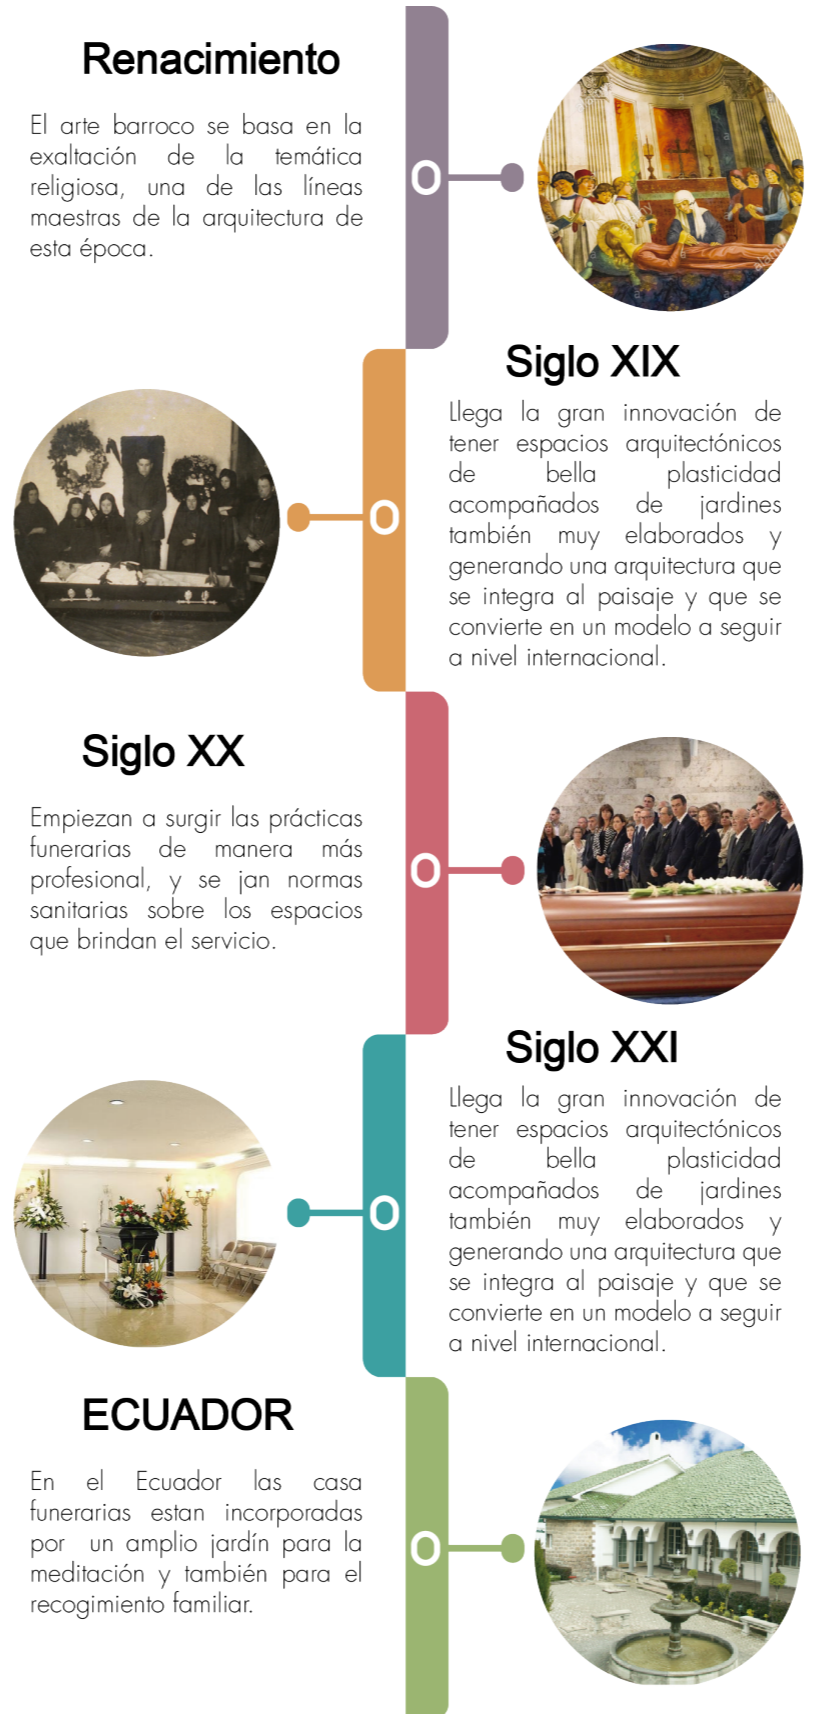 Renacimiento
El arte barroco se basa en la
exaltación de la temática
religiosa, una de las líneas
maestras de la arquitectura de
esta época.
Siglo XIX
Llega la gran innovación de
tener espacios arquitectónicos
de bella plasticidad
acompañados de jardines
también muy elaborados y
generando una arquitectura que
se integra al paisaje y que se
convierte en un modelo a seguir
a nivel internacional.
Siglo XX
Empiezan a surgir las prácticas
funerarias de manera más
profesional, y se jan normas
sanitarias sobre los espacios
que brindan el servicio.
Siglo XXI
Llega la gran innovación de
tener espacios arquitectónicos
de bella plasticidad
acompañados de jardines
también muy elaborados y
generando una arquitectura que
se integra al paisaje y que se
convierte en un modelo a seguir
a nivel internacional.
ECUADOR
En el Ecuador las casa
funerarias estan incorporadas
por un amplio jardín para la
meditación y también para el
recogimiento familiar.